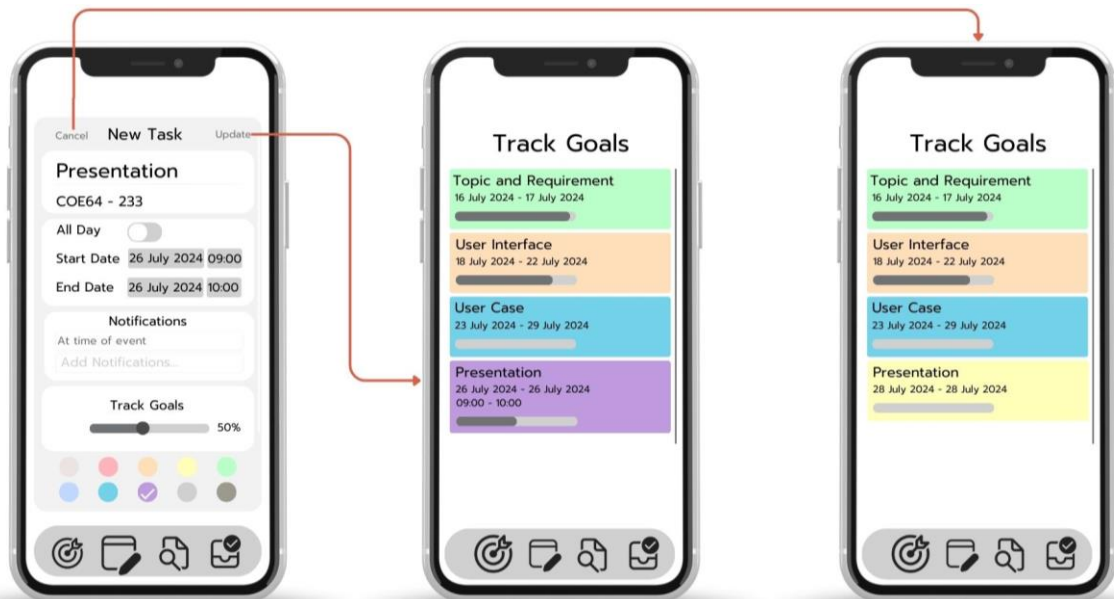 Cancel New Task Update
Presentation
COE64 - 233
All Day
Start Date 26 July 2024 09:00
End Date 26 July 2024 10:00
Notifications
At time of event
Add Notifications...
Track Goals
50%
Track Goals
Topic and Requirement
16 July 2024 - 17 July 2024
User Interface
18 July 2024 - 22 July 2024
User Case
23 July 2024 - 29 July 2024
Presentation
26 July 2024 - 26 July 2024
09:00 - 10:00
Track Goals
Topic and Requirement
16 July 2024 - 17 July 2024
User Interface
18 July 2024 - 22 July 2024
User Case
23 July 2024 - 29 July 2024
Presentation
28 July 2024 - 28 July 2024